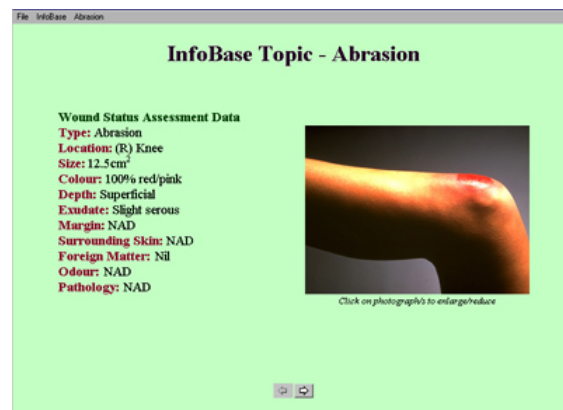 File InfoBase Abrasion
InfoBase Topic - Abrasion
Wound Status Assessment Data
Type: Abrasion
Location: (R) Knee
Size: 12.5cm²
Colour: 100% red/pink
Depth: Superficial
Exudate: Slight serous
Margin: NAD
Surrounding Skin: NAD
Foreign Matter: Nil
Odour: NAD
Pathology: NAD
Click on photograph/s to enlarge/reduce